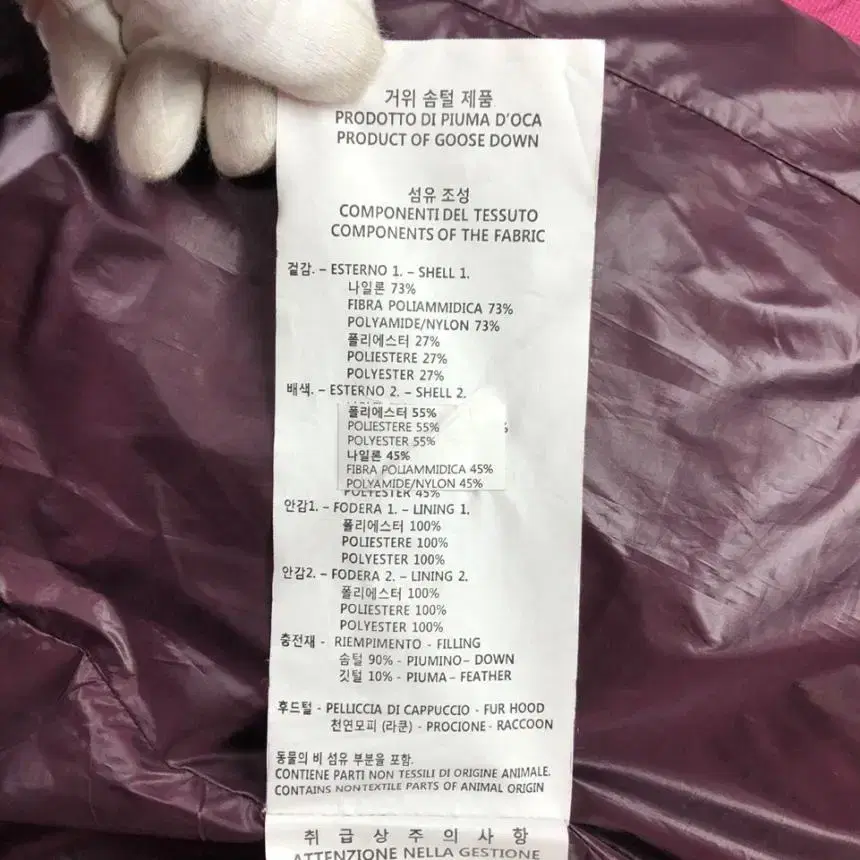 거위 솜털 제품
PRODOTTO DI PIUMA D'OCA
PRODUCT OF GOOSE DOWN
섬유 조성
COMPONENTI DEL TESSUTO
COMPONENTS OF THE FABRIC
겉감. – ESTERNO 1. – SHELL 1.
나일론 73%
FIBRA POLIAMMIDICA 73%
POLYAMIDE/NYLON 73%
폴리에스터 27%
POLIESTERE 27%
POLYESTER 27%
배색. – ESTERNO 2. – SHELL 2.
폴리에스터 55%
POLIESTERE 55%
POLYESTER 55%
나일론 45%
FIBRA POLIAMMIDICA 45%
POLYAMIDE/NYLON 45%
POLYESTER 45%
안감1. – FODERA 1. – LINING 1.
폴리에스터 100%
POLIESTERE 100%
POLYESTER 100%
안감2. – FODERA 2. – LINING 2.
폴리에스터 100%
POLIESTERE 100%
POLYESTER 100%
충전재 - RIEMPIMENTO - FILLING
솜털 90% - PIUMINO– DOWN
깃털 10% - PIUMA – FEATHER
후드털 - PELLICCIA DI CAPPUCCIO - FUR HOOD
천연모피 (라쿤) - PROCIONE- RACCOON
동물의 비 섬유 부분을 포함.
CONTIENE PARTI NON TESSILI DI ORIGINE ANIMALE.
CONTAINS NONTEXTILE PARTS OF ANIMAL ORIGIN
취 급 상 주 의 사 항
ATTENZIONE NELLA GESTIONE